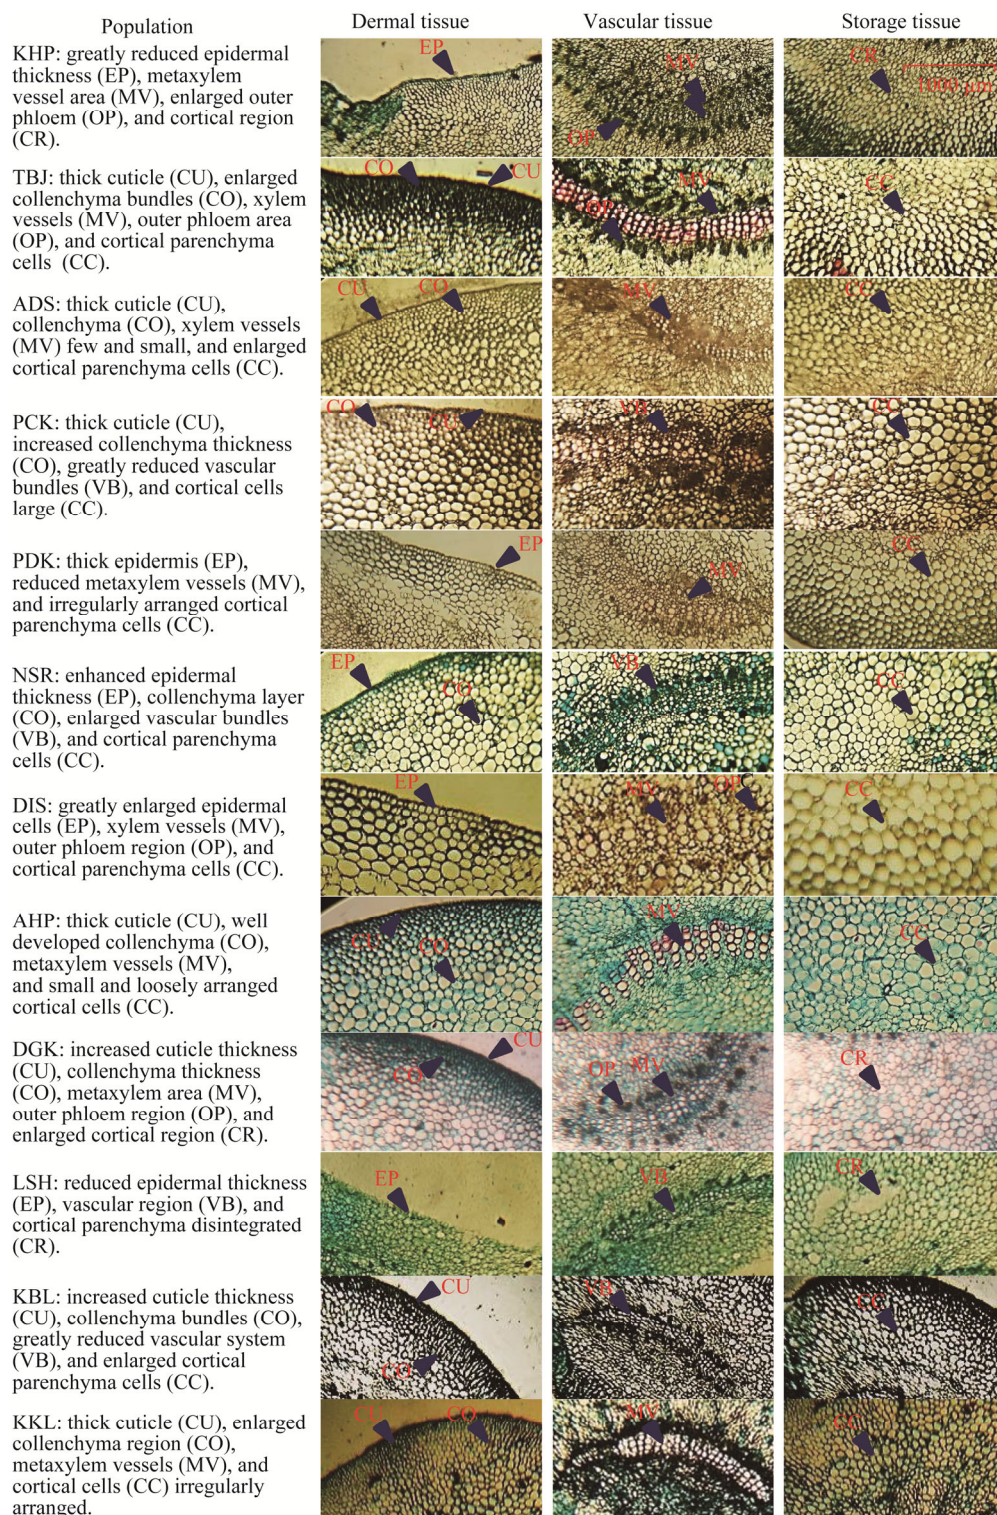 Population Dermal tissue Vascular tissue Storage tissue
KHP: greatly reduced epidermal
thickness (EP), metaxylem
vessel area (MV), enlarged outer
phloem (OP), and cortical region
(CR).
EP
MV
OP
CR
1000 µm
TBJ: thick cuticle (CU), enlarged
collenchyma bundles (CO), xylem
vessels (MV), outer phloem area
(OP), and cortical parenchyma
cells (CC).
CO
CU
MV
OP
CC
ADS: thick cuticle (CU),
collenchyma (CO), xylem vessels
(MV) few and small, and enlarged
cortical parenchyma cells (CC).
CU
CO
MV
CC
PCK: thick cuticle (CU),
increased collenchyma thickness
(CO), greatly reduced vascular
bundles (VB), and cortical cells
large (CC).
CO
CU
VB
CC
PDK: thick epidermis (EP),
reduced metaxylem vessels (MV),
and irregularly arranged cortical
parenchyma cells (CC).
EP
MV
CC
NSR: enhanced epidermal
thickness (EP), collenchyma layer
(CO), enlarged vascular bundles
(VB), and cortical parenchyma
cells (CC).
EP
CO
VB
CC
DIS: greatly enlarged epidermal
cells (EP), xylem vessels (MV),
outer phloem region (OP), and
cortical parenchyma cells (CC).
EP
MV
OP
CC
AHP: thick cuticle (CU), well
developed collenchyma (CO),
metaxylem vessels (MV),
and small and loosely arranged
cortical cells (CC).
CU
CO
MV
CC
DGK: increased cuticle thickness
(CU), collenchyma thickness
(CO), metaxylem area (MV),
outer phloem region (OP), and
enlarged cortical region (CR).
CU
CO
OP
MV
CR
LSH: reduced epidermal thickness
(EP), vascular region (VB), and
cortical parenchyma disintegrated
(CR).
EP
VB
CR
KBL: increased cuticle thickness
(CU), collenchyma bundles (CO),
greatly reduced vascular system
(VB), and enlarged cortical
parenchyma cells (CC).
CU
CO
VB
CC
KKL: thick cuticle (CU), enlarged
collenchyma region (CO),
metaxylem vessels (MV), and
cortical cells (CC) irregularly
arranged.
CU
CO
MV
CC